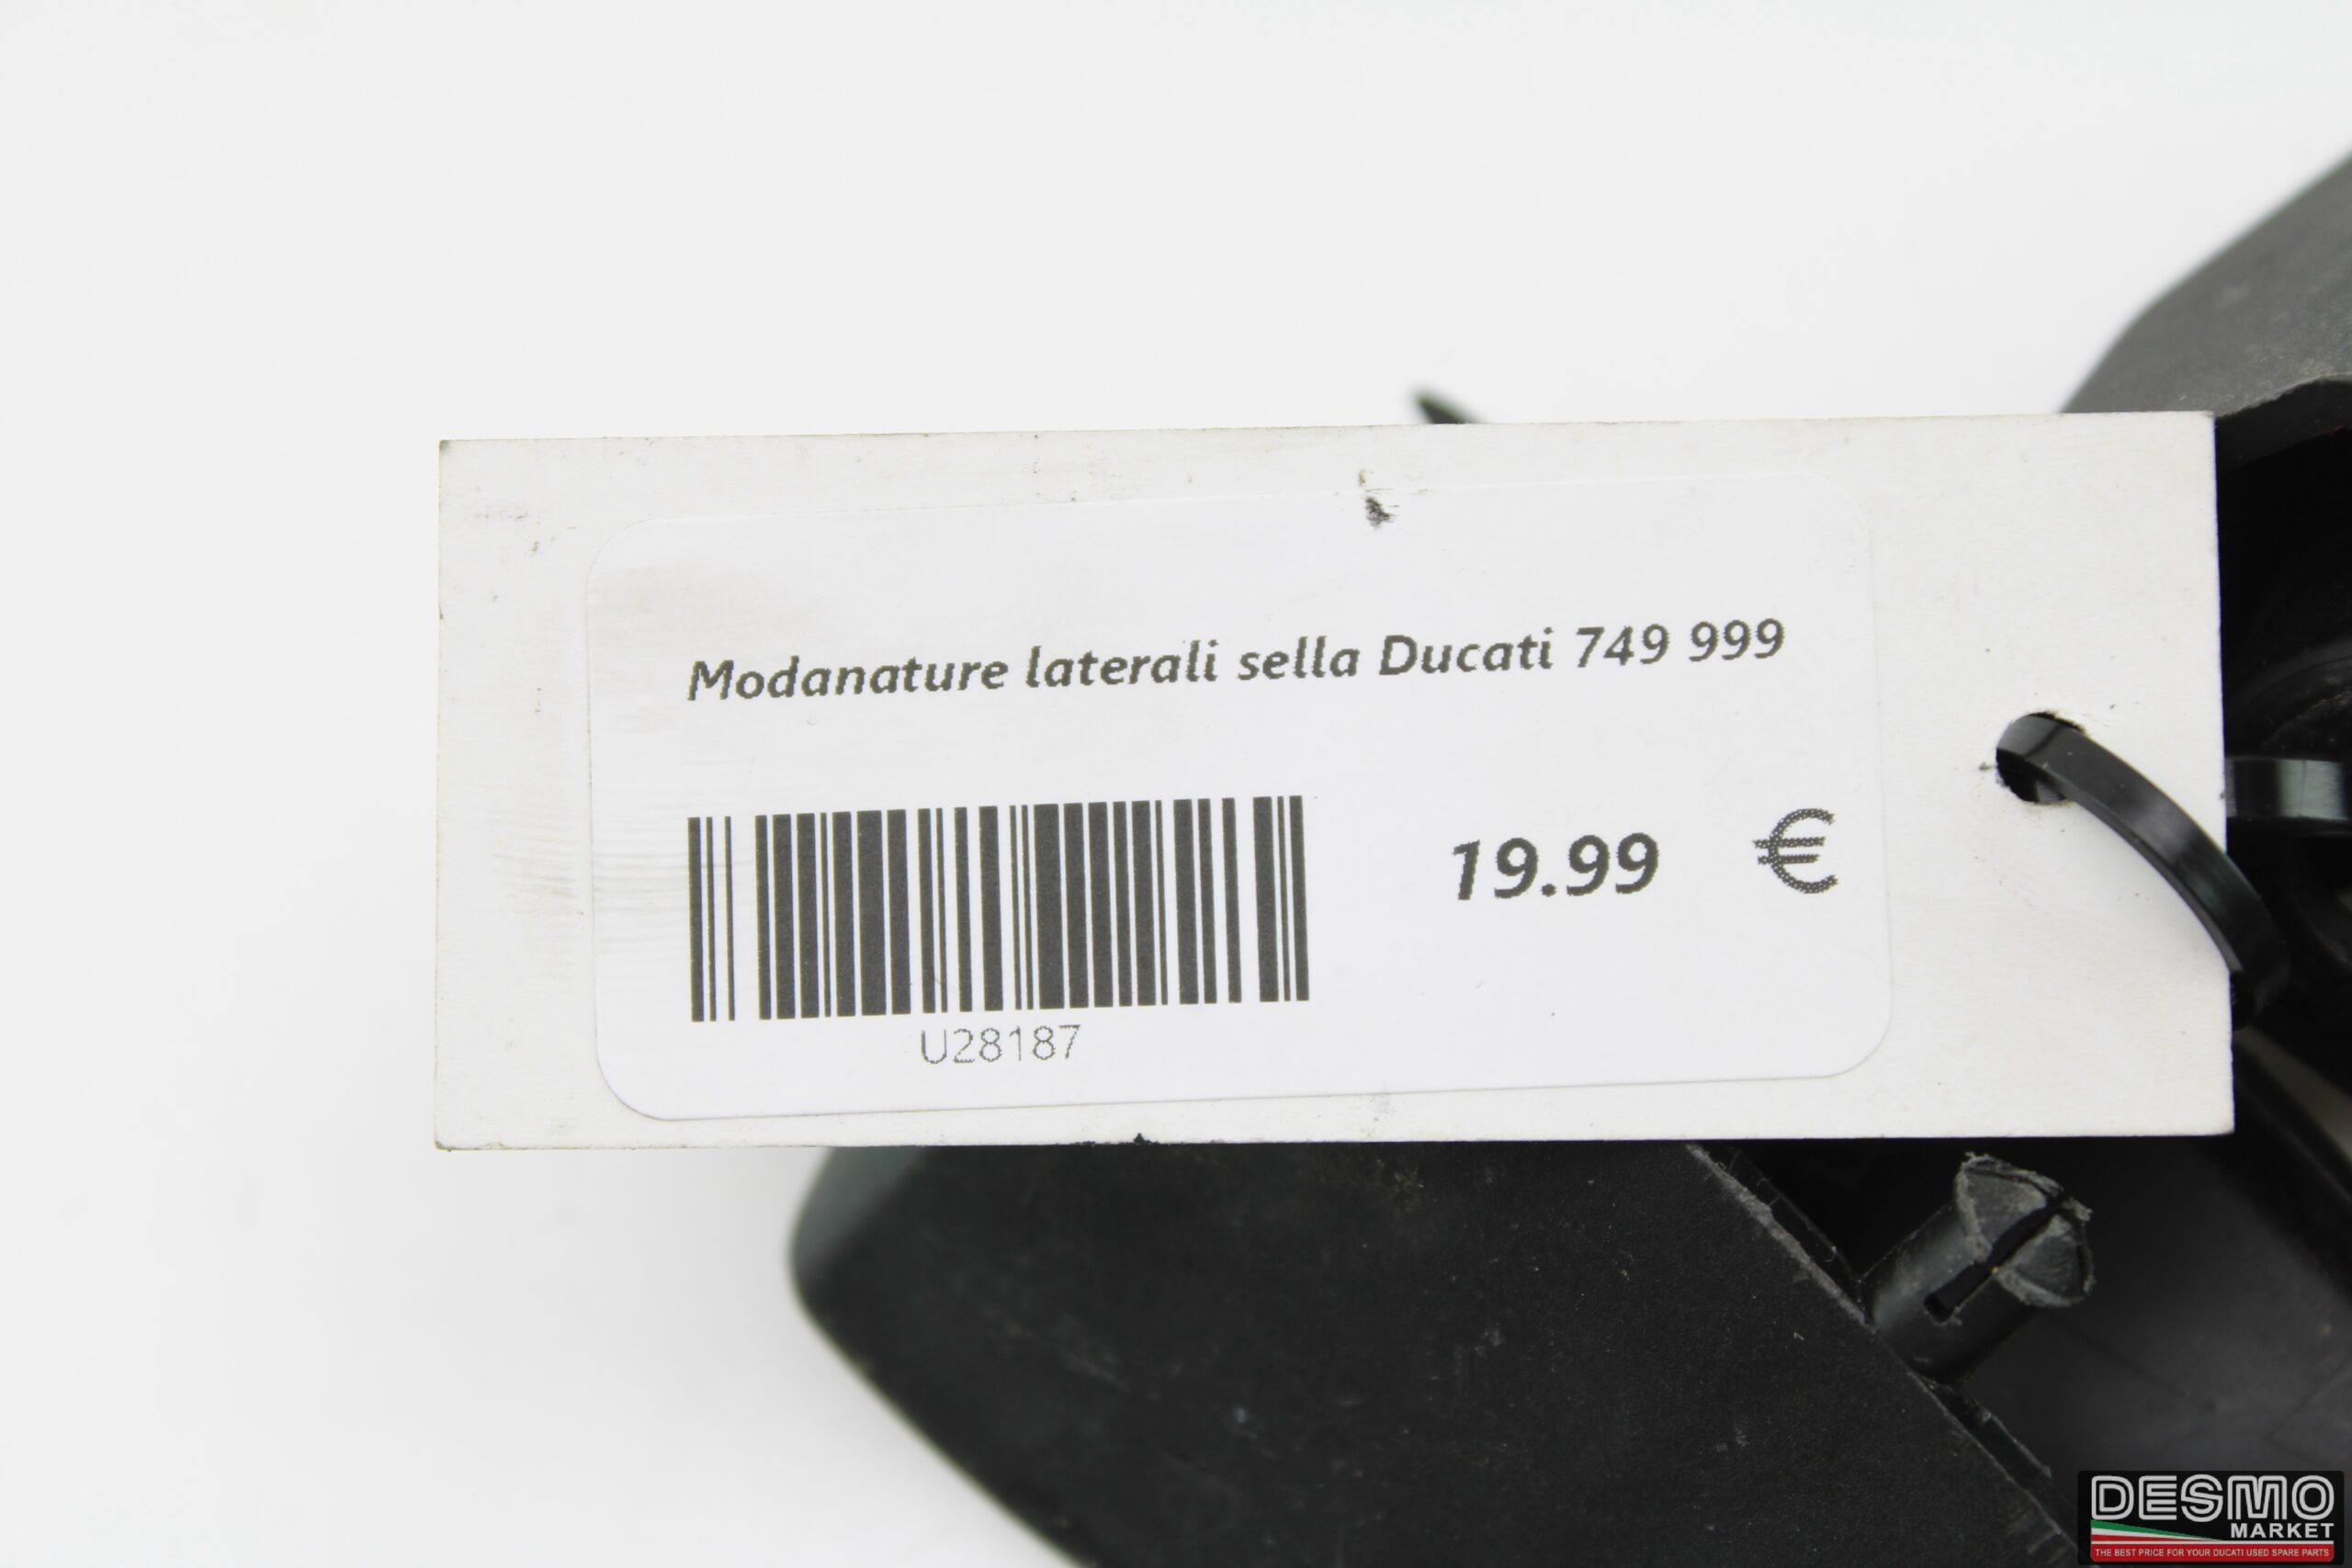 Modanature laterali sella Ducati 749 999
19.99 €
U28187
DESMO
MARKET
THE BEST PRICE FOR YOUR DUCATI USED SPARE PARTS